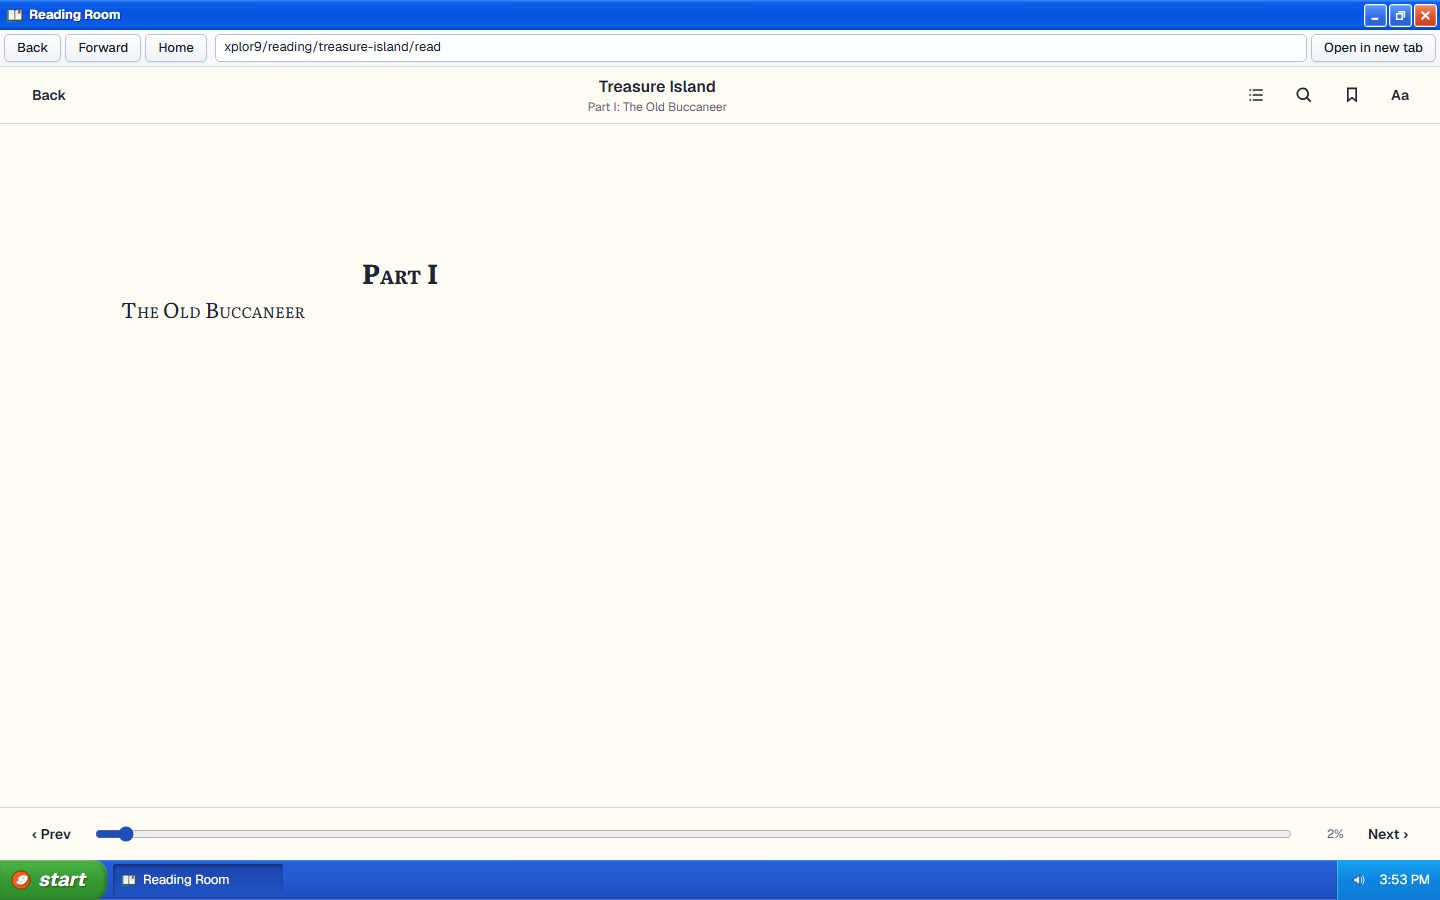 Reading Room
Back Forward Home xplor9/reading/treasure-island/read Open in new tab
Back
Treasure Island
Part I: The Old Buccaneer
Aa
Part I
The Old Buccaneer
‹ Prev 2% Next ›
start Reading Room 3:53 PM